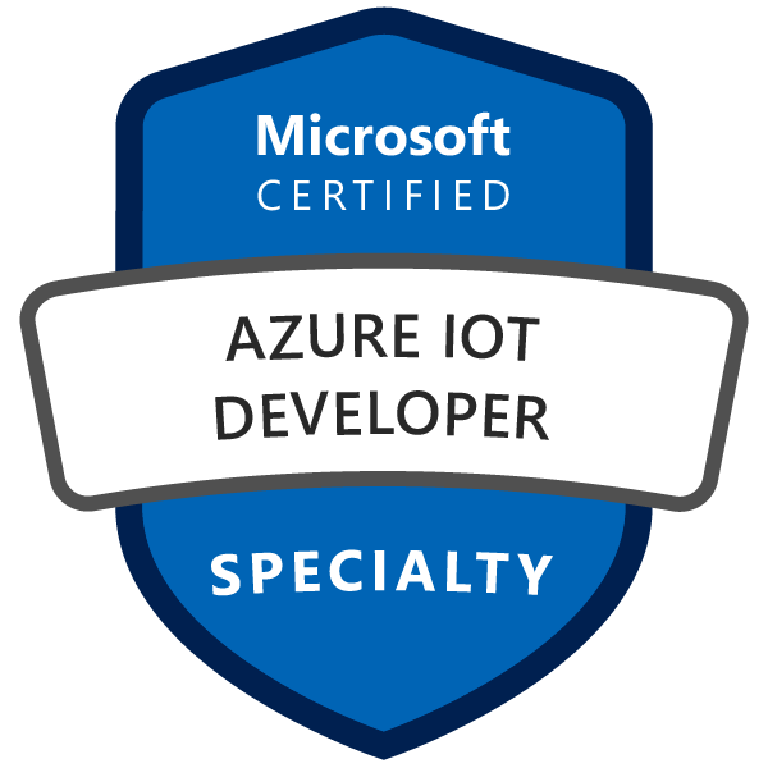 Microsoft
CERTIFIED
AZURE IOT
DEVELOPER
SPECIALTY